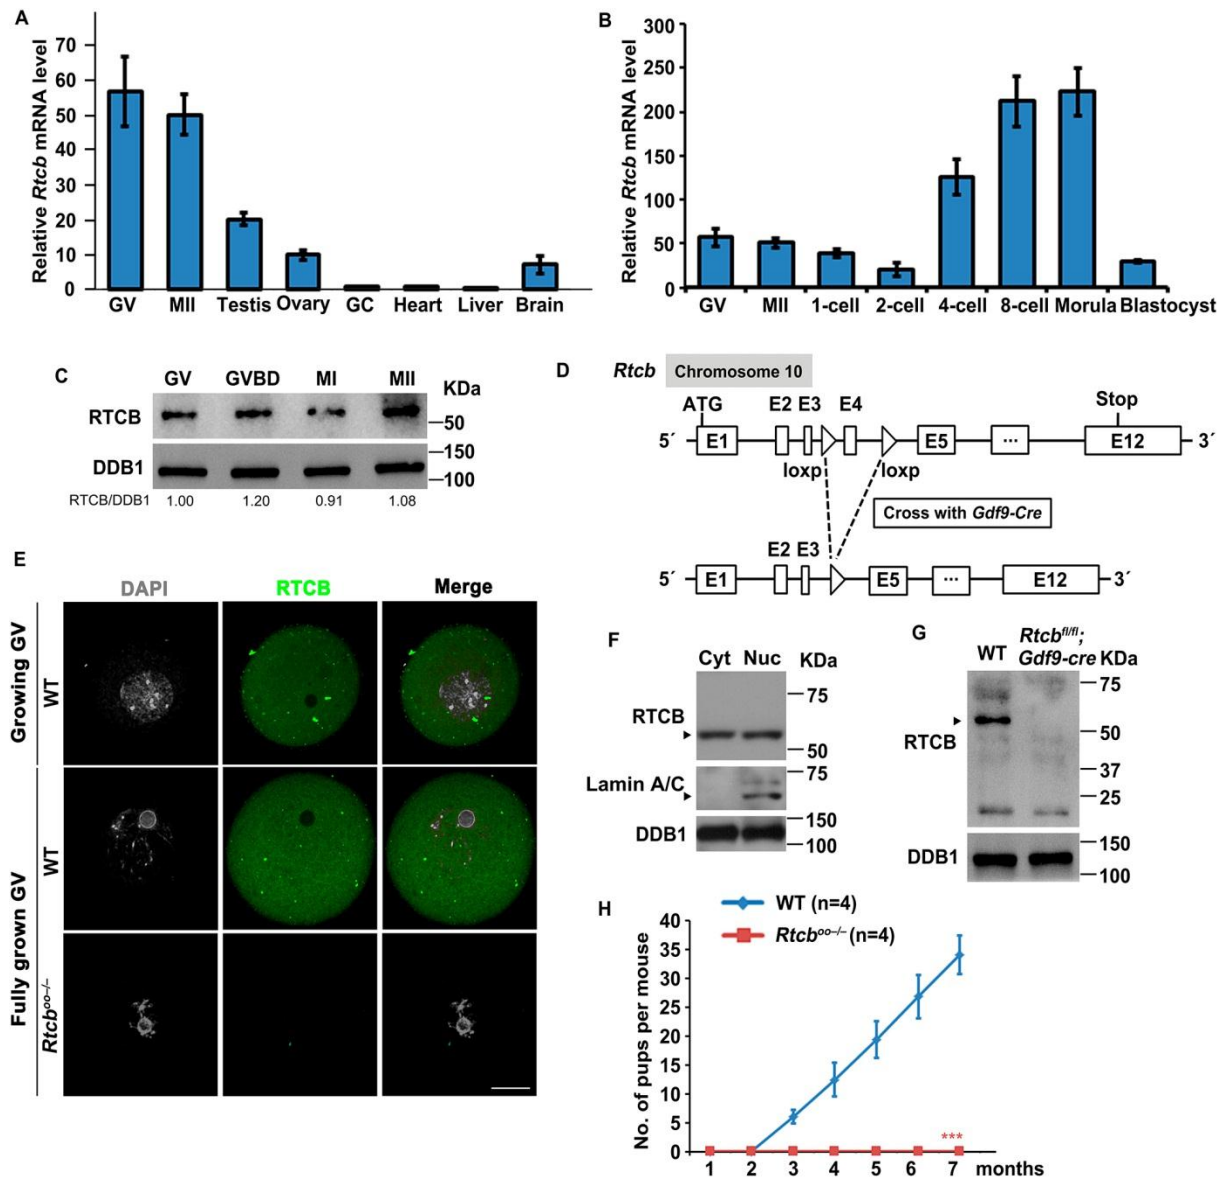 A
Relative Rtcb mRNA level
70
60
50
40
30
20
10
0
GV MII Testis Ovary GC Heart Liver Brain
B
Relative Rtcb mRNA level
300
250
200
150
100
50
0
GV MII 1-cell 2-cell 4-cell 8-cell Morula Blastocyst
C
GV GVBD MI MII
KDa
RTCB
50
DDB1
150
100
RTCB/DDB1 1.00 1.20 0.91 1.08
D
Rtcb Chromosome 10
ATG E2 E3 E4 Stop
5´ E1 E5 ... E12 3´
loxp loxp
Cross with Gdf9-Cre
E2 E3
5´ E1 E5 ... E12 3´
E
DAPI RTCB Merge
Growing GV
WT
Fully grown GV
WT
Rtcboo–/–
F
Cyt Nuc KDa
75
RTCB
50
75
Lamin A/C
DDB1
150
100
G
WT Rtcbfl/fl;
Gdf9-cre KDa
75
50
RTCB
37
25
DDB1
150
100
H
WT (n=4)
Rtcboo–/– (n=4)
No. of pups per mouse
40
35
30
25
20
15
10
5
0
***
1 2 3 4 5 6 7 months